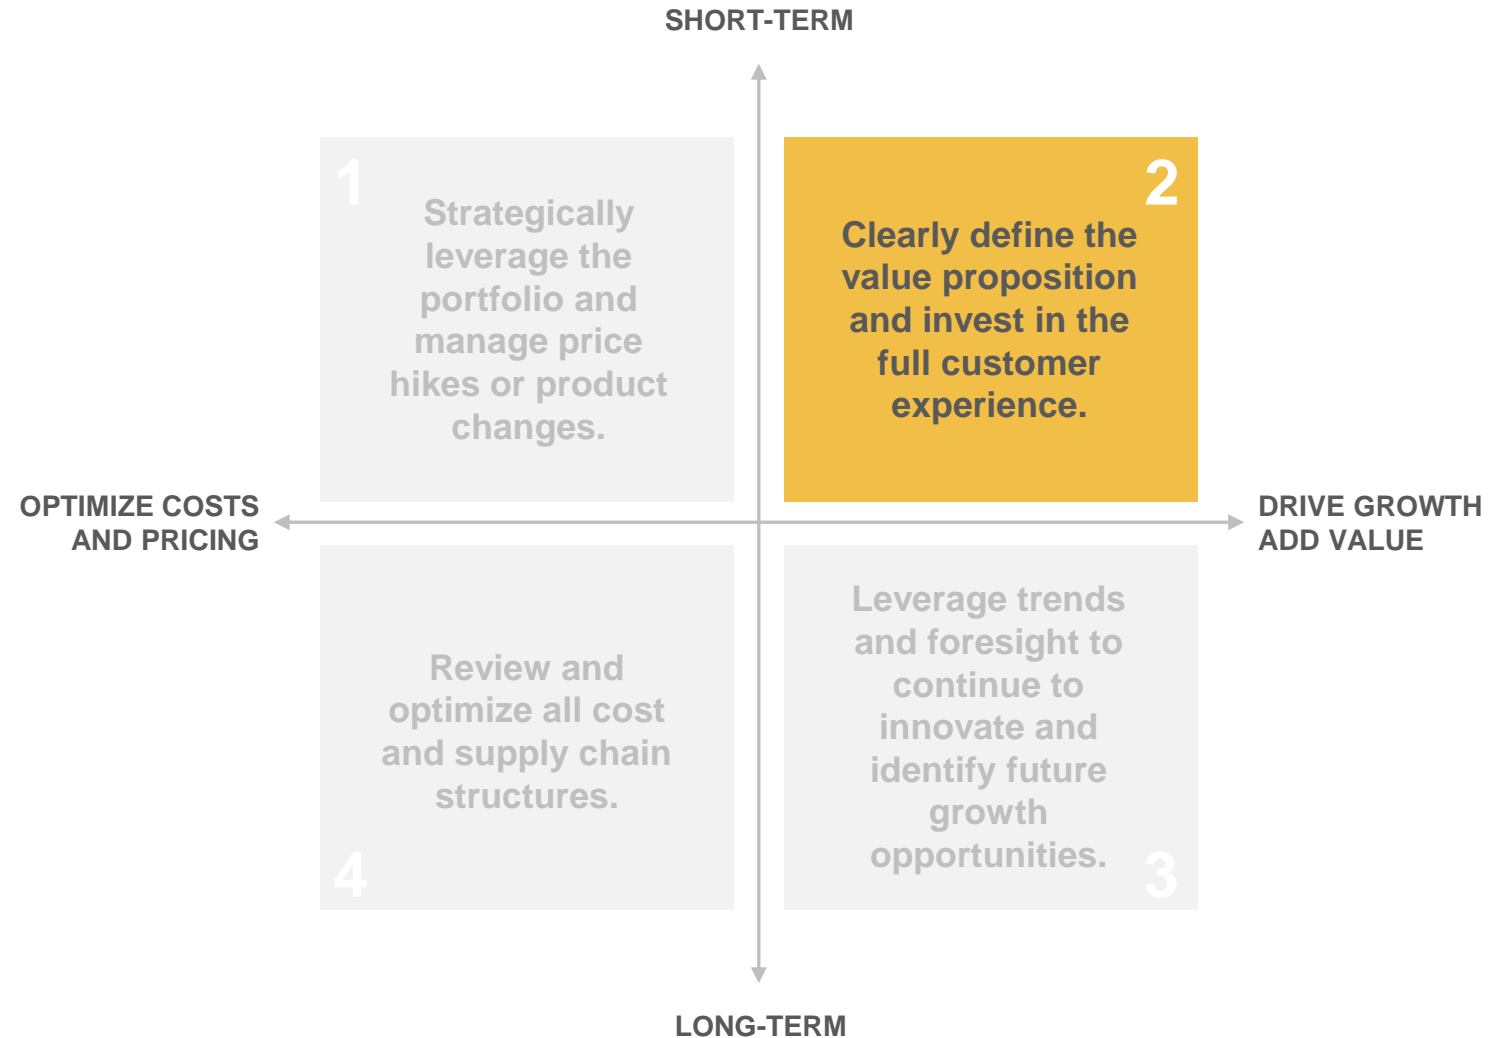 SHORT-TERM
1
Strategically
leverage the
portfolio and
manage price
hikes or product
changes.
2
Clearly define the
value proposition
and invest in the
full customer
experience.
OPTIMIZE COSTS
AND PRICING
DRIVE GROWTH
ADD VALUE
Review and
optimize all cost
and supply chain
structures.
4
Leverage trends
and foresight to
continue to
innovate and
identify future
growth
opportunities.
3
LONG-TERM